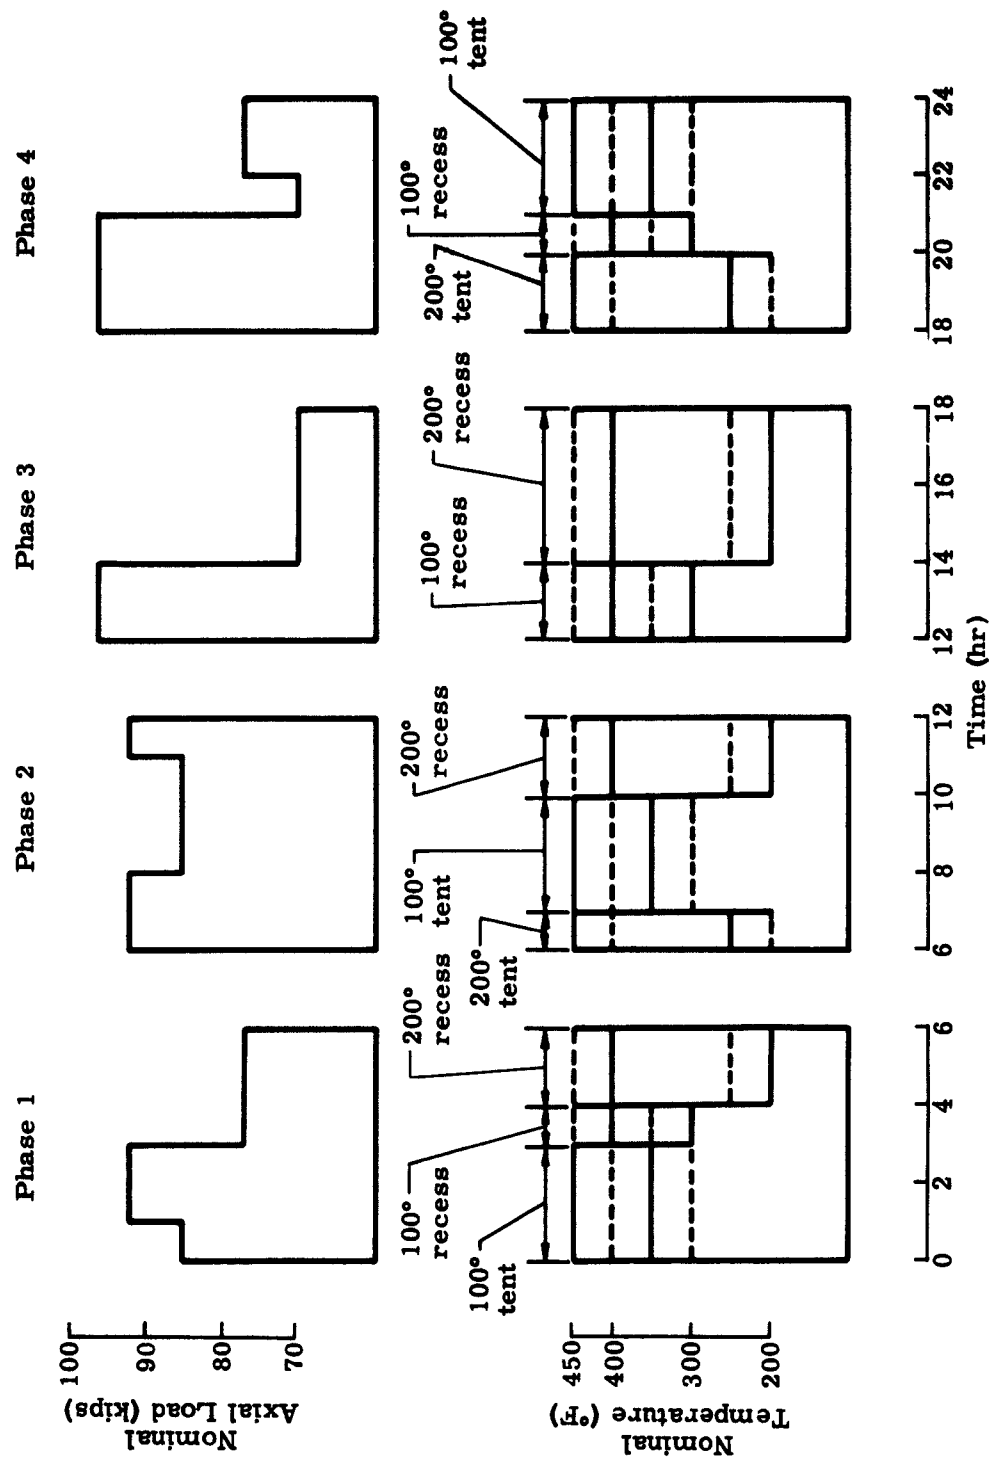 Phase 1
Phase 2
Phase 3
Phase 4
Nominal
Axial Load (kips)
100
90
80
70
100°
recess
200°
recess
100°
tent
200°
tent
100°
tent
200°
recess
100°
recess
200°
recess
200°
tent
100°
recess
100°
tent
Nominal
Temperature (°F)
450
400
300
200
0
2
4
6
6
8
10
12
12
14
16
18
18
20
22
24
Time (hr)